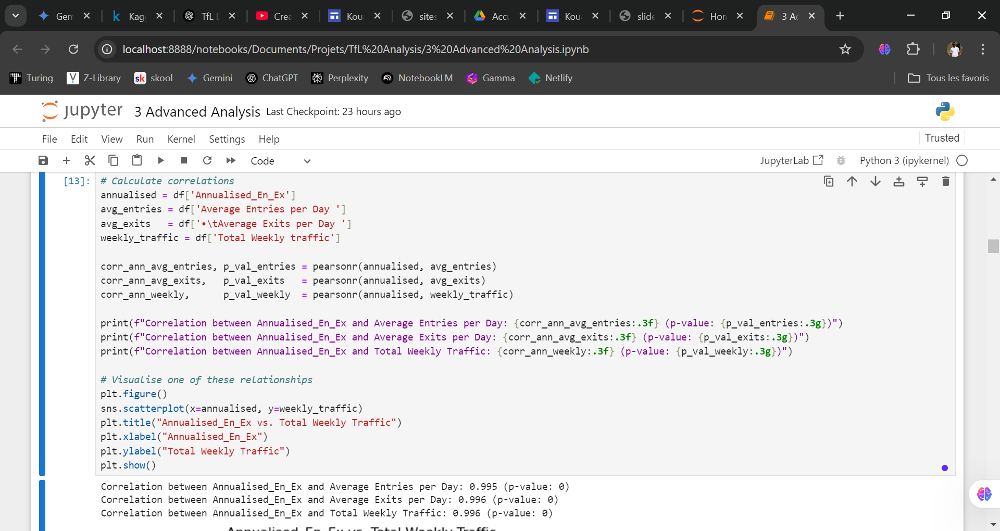 Gen
Kag
TfL D
Crea
Kou
sites
Accu
Kou
slide
Hon
3 Ac
localhost:8888/notebooks/Documents/Projets/TfL%20Analysis/3%20Advanced%20Analysis.ipynb
Turing
Z-Library
sk skool
Gemini
ChatGPT
Perplexity
NotebookLM
Gamma
Netlify
Tous les favoris
jupyter 3 Advanced Analysis Last Checkpoint: 23 hours ago
File Edit View Run Kernel Settings Help
Trusted
Code
JupyterLab
Python 3 (ipykernel)
[13]: # Calculate correlations
annualised = df['Annualised_En_Ex']
avg_entries = df['Average Entries per Day ']
avg_exits   = df['•\tAverage Exits per Day ']
weekly_traffic = df['Total Weekly traffic']
corr_ann_avg_entries, p_val_entries = pearsonr(annualised, avg_entries)
corr_ann_avg_exits,   p_val_exits   = pearsonr(annualised, avg_exits)
corr_ann_weekly,      p_val_weekly  = pearsonr(annualised, weekly_traffic)
print(f"Correlation between Annualised_En_Ex and Average Entries per Day: {corr_ann_avg_entries:.3f} (p-value: {p_val_entries:.3g})")
print(f"Correlation between Annualised_En_Ex and Average Exits per Day: {corr_ann_avg_exits:.3f} (p-value: {p_val_exits:.3g})")
print(f"Correlation between Annualised_En_Ex and Total Weekly Traffic: {corr_ann_weekly:.3f} (p-value: {p_val_weekly:.3g})")
# Visualise one of these relationships
plt.figure()
sns.scatterplot(x=annualised, y=weekly_traffic)
plt.title("Annualised_En_Ex vs. Total Weekly Traffic")
plt.xlabel("Annualised_En_Ex")
plt.ylabel("Total Weekly Traffic")
plt.show()
Correlation between Annualised_En_Ex and Average Entries per Day: 0.995 (p-value: 0)
Correlation between Annualised_En_Ex and Average Exits per Day: 0.996 (p-value: 0)
Correlation between Annualised_En_Ex and Total Weekly Traffic: 0.996 (p-value: 0)
Annualised_En_Ex vs. Total Weekly Traffic